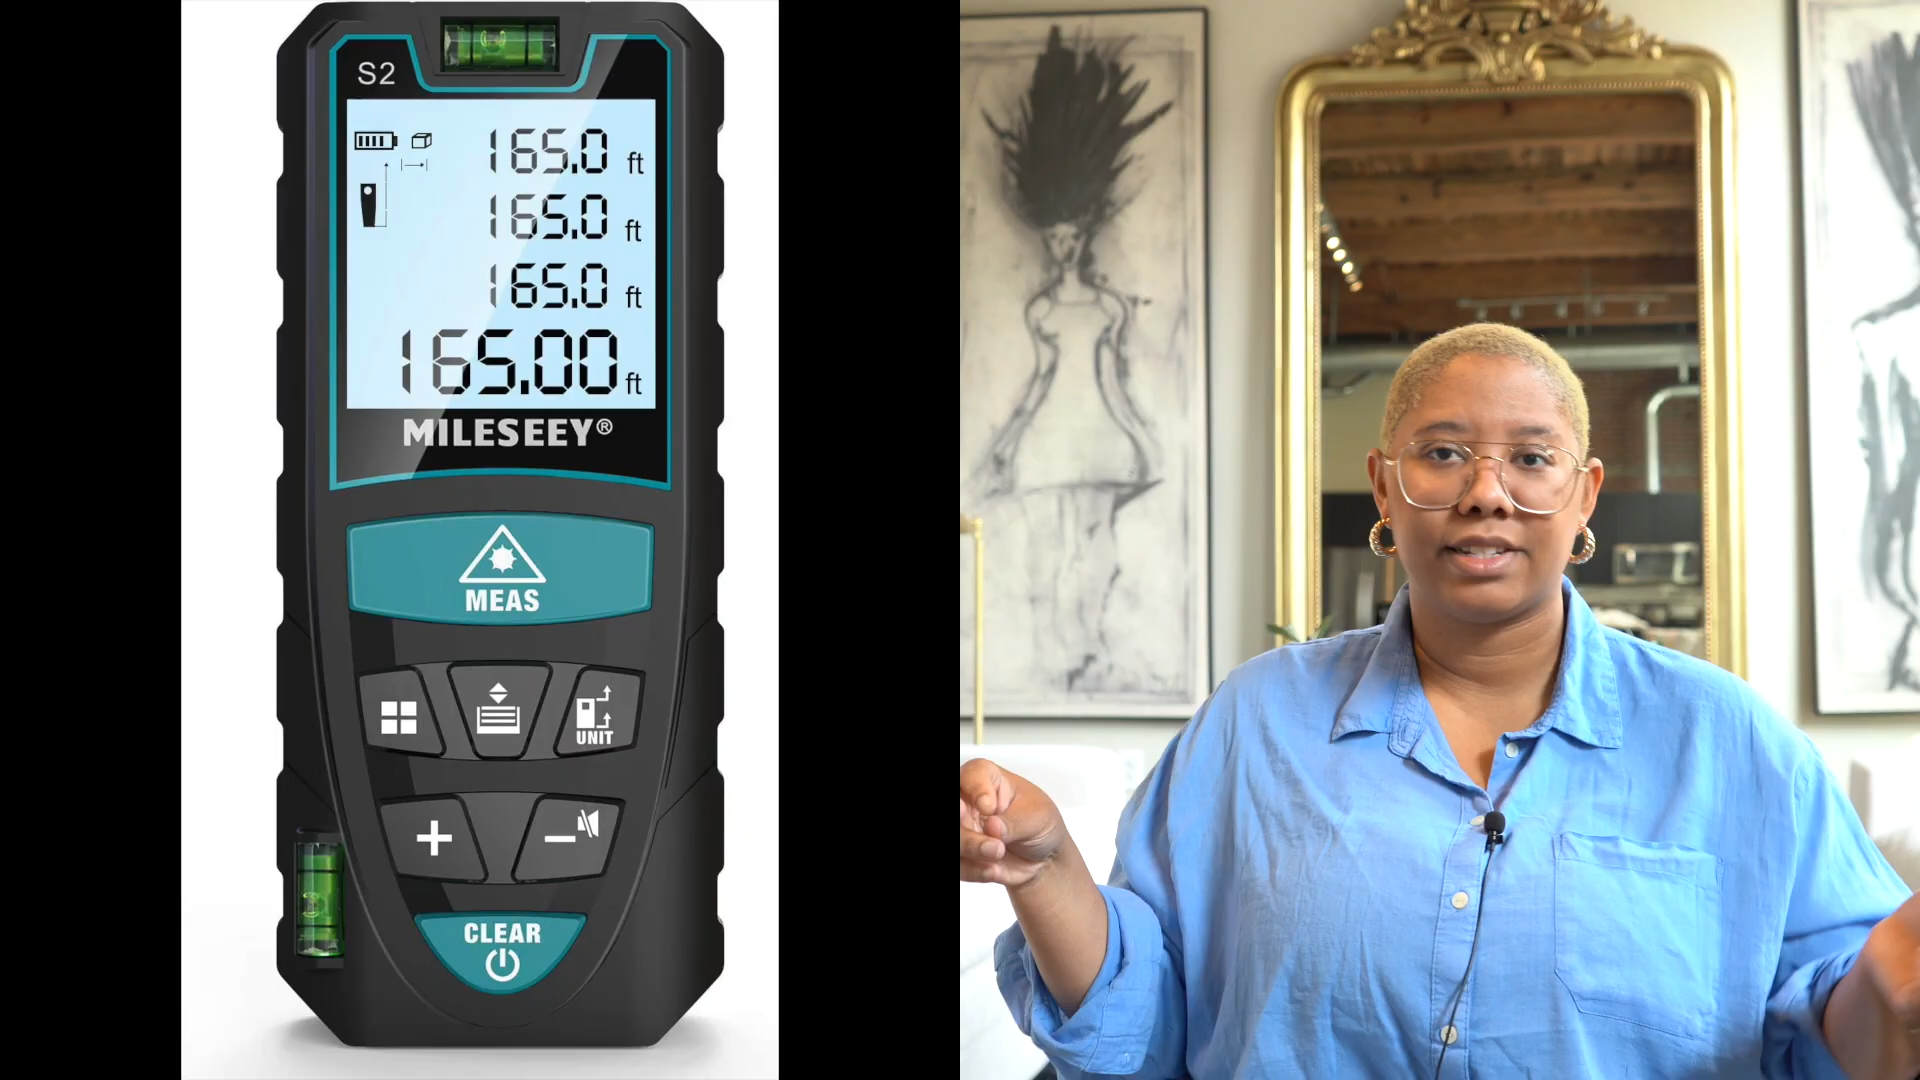 S2
165.0 ft
165.0 ft
165.0 ft
165.00 ft
MILESEEY®
MEAS
UNIT
+
−
CLEAR